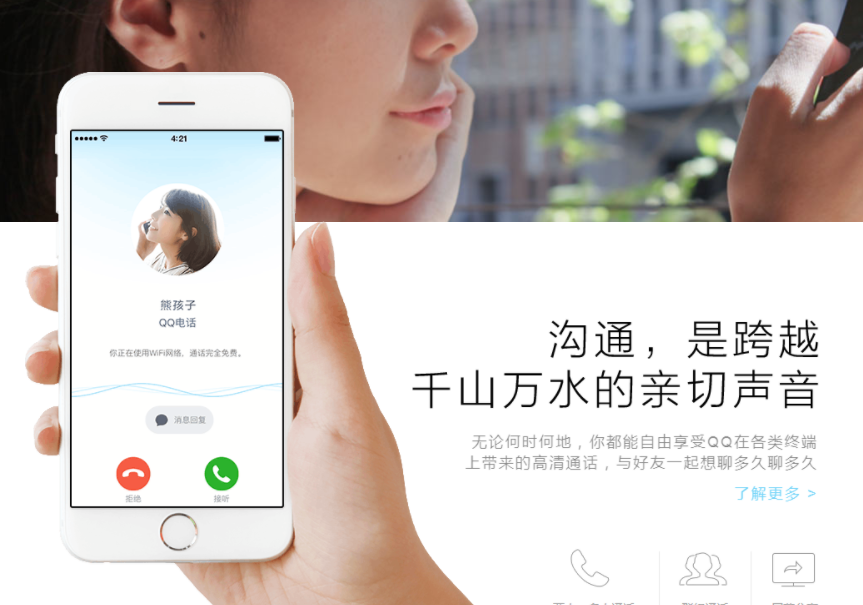 4:21
熊孩子
QQ电话
你正在使用WiFi网络，通话完全免费。
消息回复
拒绝
接听
沟通，是跨越
千山万水的亲切声音
无论何时何地，你都能自由享受QQ在各类终端
上带来的高清通话，与好友一起想聊多久聊多久
了解更多 >